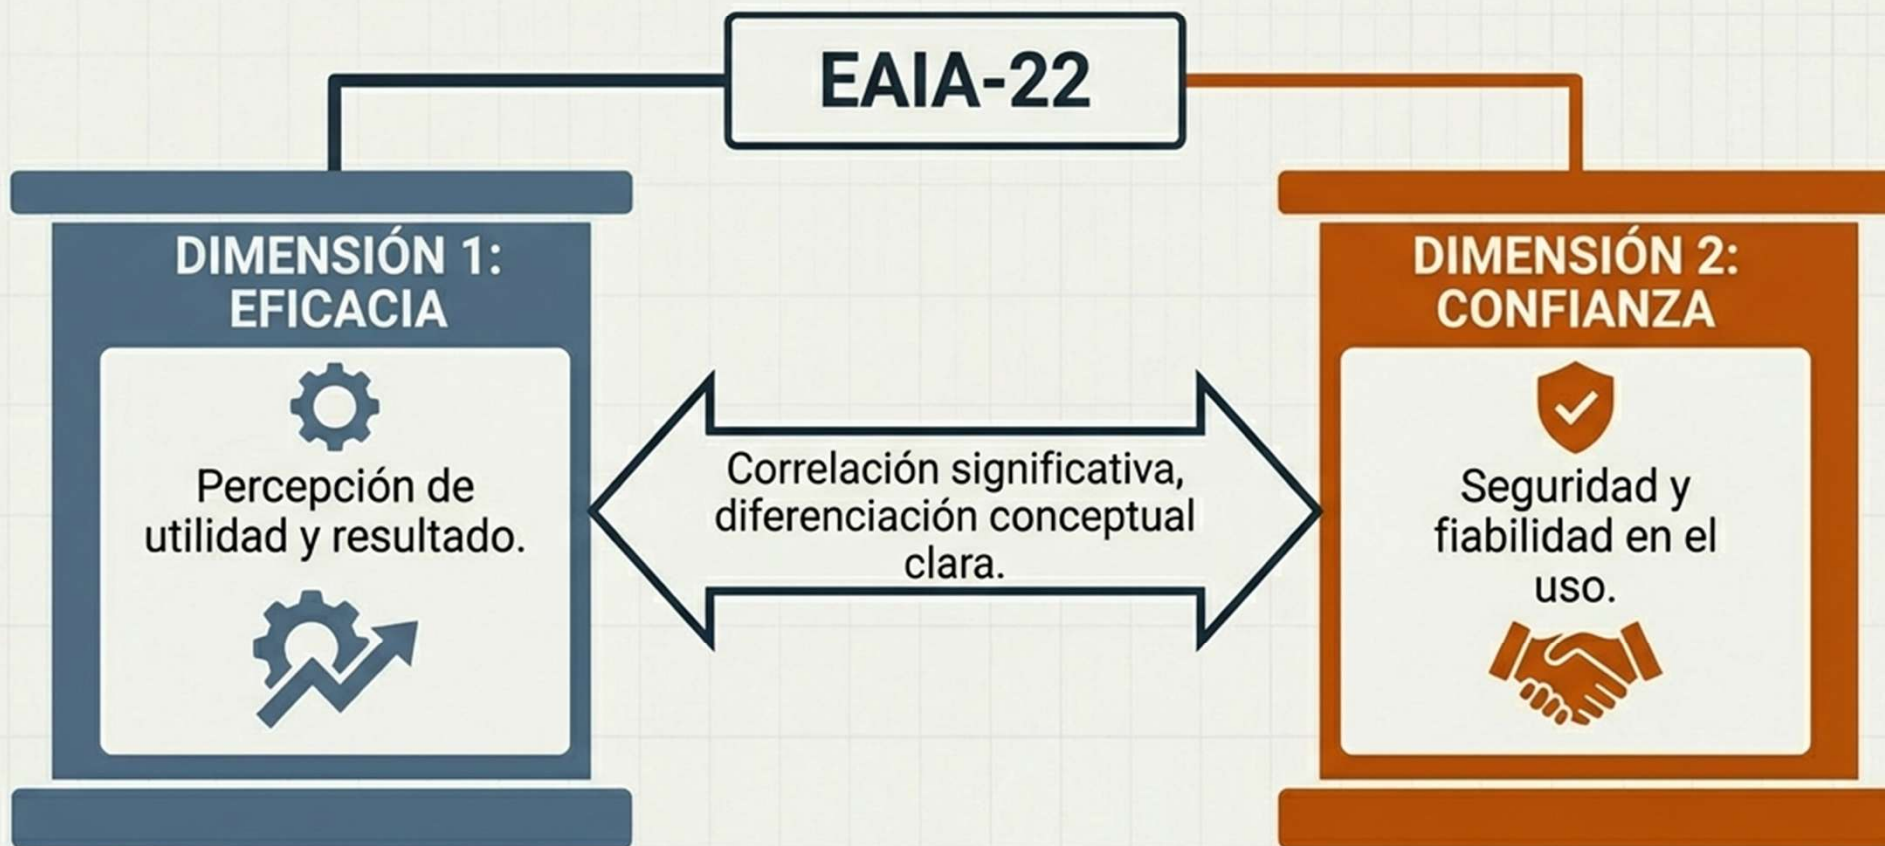 EAIA-22
DIMENSIÓN 1:
EFICACIA
Percepción de
utilidad y resultado.
Correlación significativa,
diferenciación conceptual
clara.
DIMENSIÓN 2:
CONFIANZA
Seguridad y
fiabilidad en el
uso.